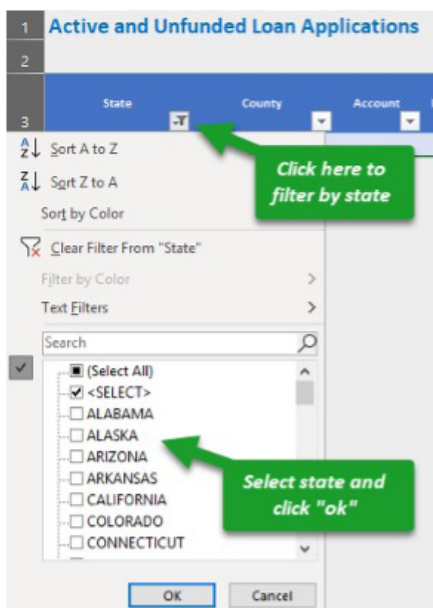 1 Active and Unfunded Loan Applications
2
3 State County Account
Click here to
filter by state
Sort A to Z
Sort Z to A
Sort by Color
Clear Filter From "State"
Filter by Color
Text Filters
Search
(Select All)
<SELECT>
ALABAMA
ALASKA
ARIZONA
ARKANSAS
CALIFORNIA
COLORADO
CONNECTICUT
Select state and
click "ok"
OK Cancel